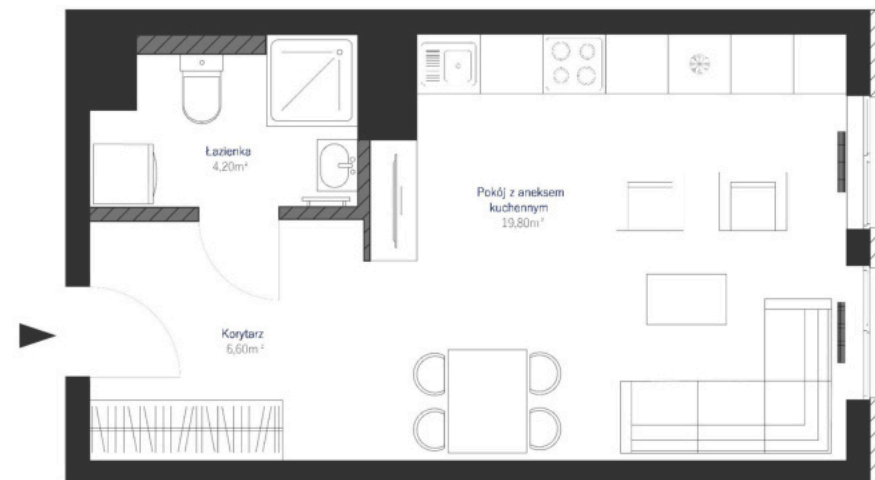 Łazienka
4,20m²
Pokój z aneksem
kuchennym
19,80m²
Korytarz
6,60m²